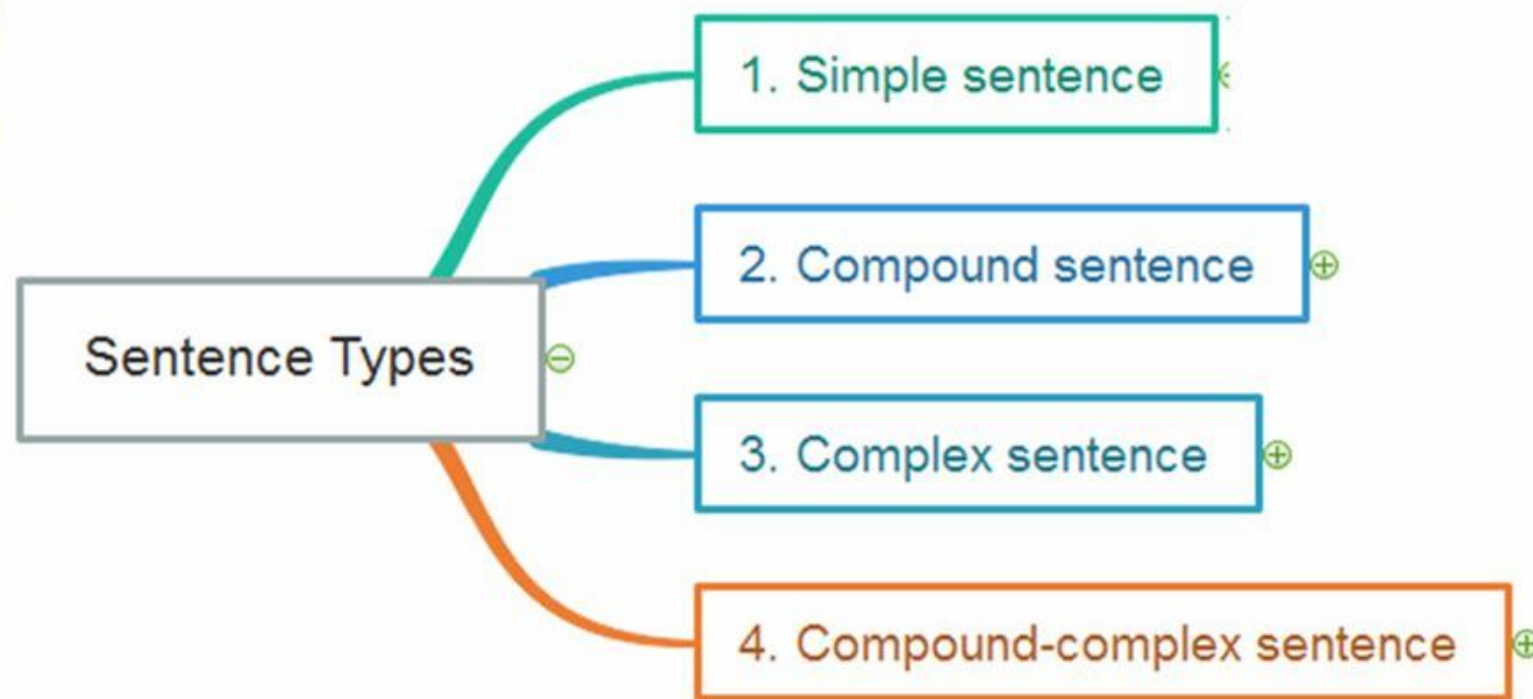 1. Simple sentence
2. Compound sentence
Sentence Types
3. Complex sentence
4. Compound-complex sentence